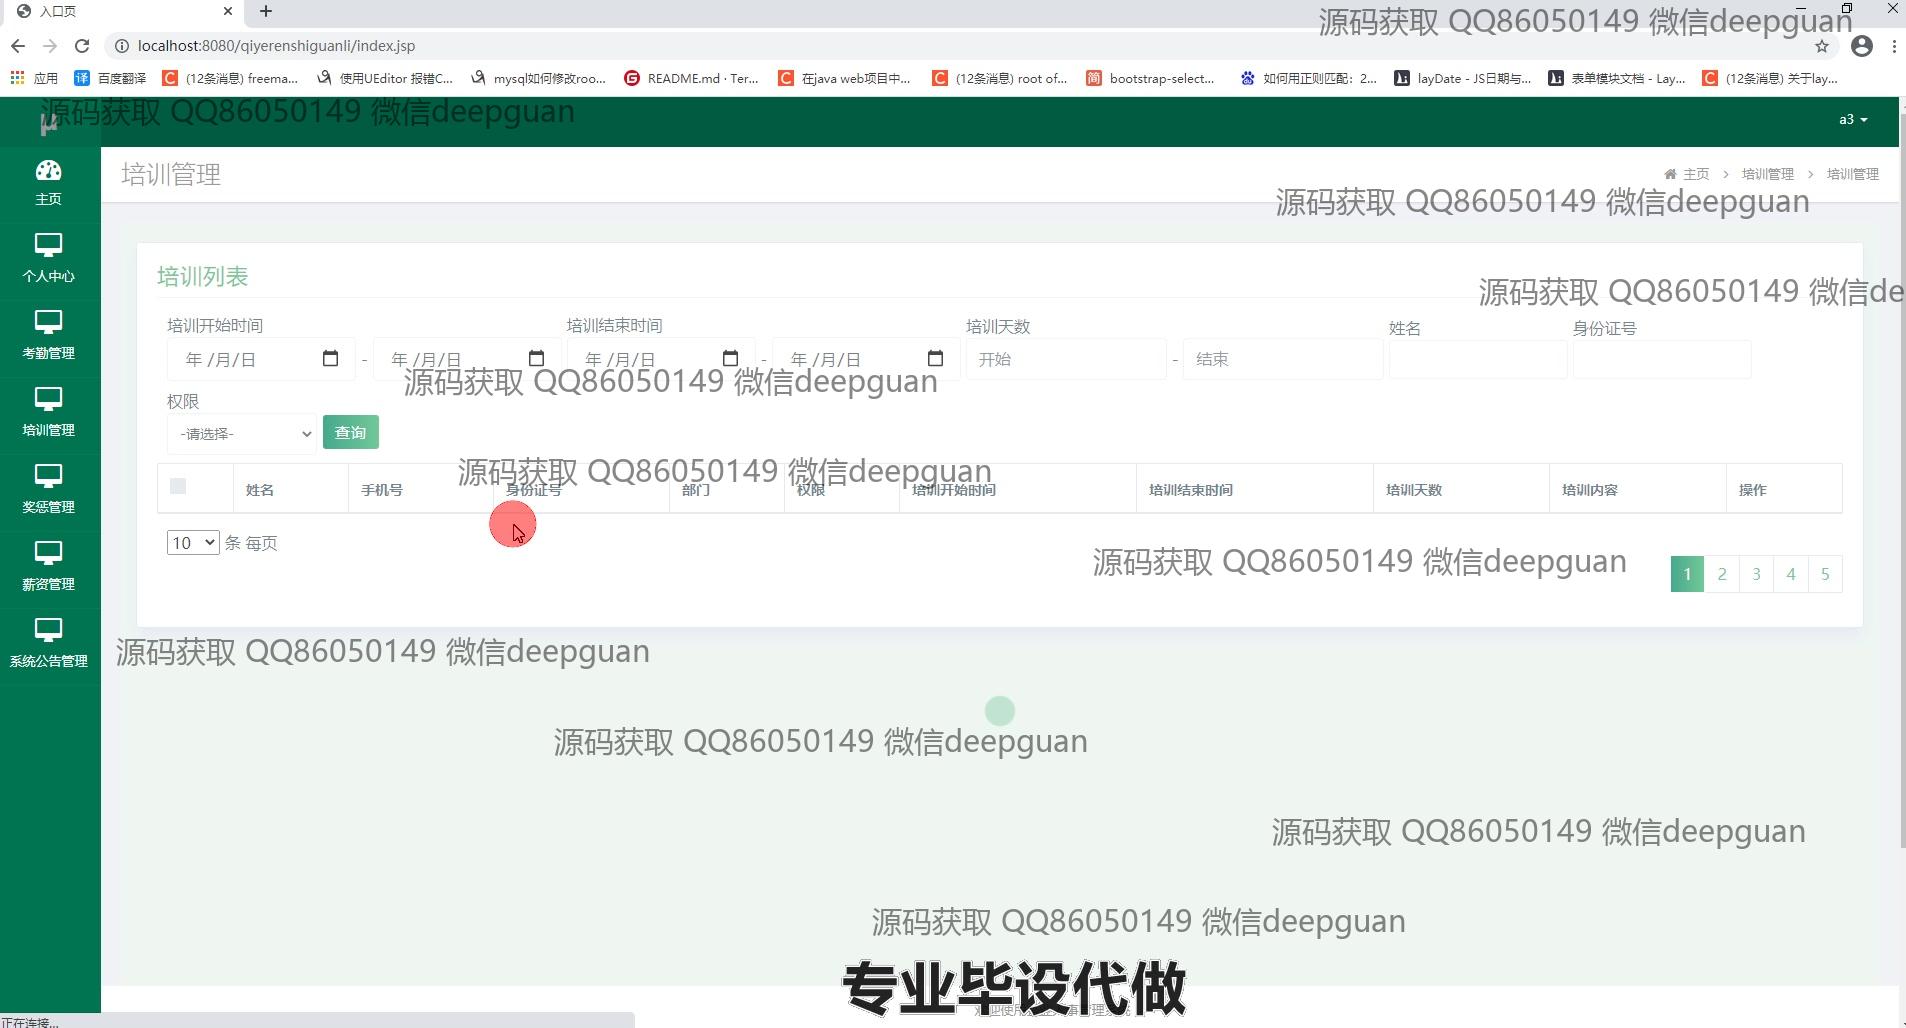 入口页
源码获取 QQ86050149 微信deepguan
localhost:8080/qiyerenshiguanli/index.jsp
应用
百度翻译
(12条消息) freema...
使用UEditor 报错C...
mysql如何修改roo...
README.md · Ter...
在java web项目中...
(12条消息) root of...
bootstrap-select...
如何用正则匹配：2...
layDate - JS日期与...
表单模块文档 - Lay...
(12条消息) 关于lay...
源码获取 QQ86050149 微信deepguan
μ
a3
主页
个人中心
考勤管理
培训管理
奖惩管理
薪资管理
系统公告管理
培训管理
主页 > 培训管理 > 培训管理
源码获取 QQ86050149 微信deepguan
培训列表
源码获取 QQ86050149 微信de
培训开始时间
年 /月/日 - 年 /月/日
培训结束时间
年 /月/日 - 年 /月/日
培训天数
开始 - 结束
姓名
身份证号
源码获取 QQ86050149 微信deepguan
权限
-请选择-
查询
源码获取 QQ86050149 微信deepguan
姓名 手机号 身份证号 部门 权限 培训开始时间 培训结束时间 培训天数 培训内容 操作
10 条 每页
源码获取 QQ86050149 微信deepguan
1 2 3 4 5
源码获取 QQ86050149 微信deepguan
源码获取 QQ86050149 微信deepguan
源码获取 QQ86050149 微信deepguan
源码获取 QQ86050149 微信deepguan
专业毕设代做
正在连接...